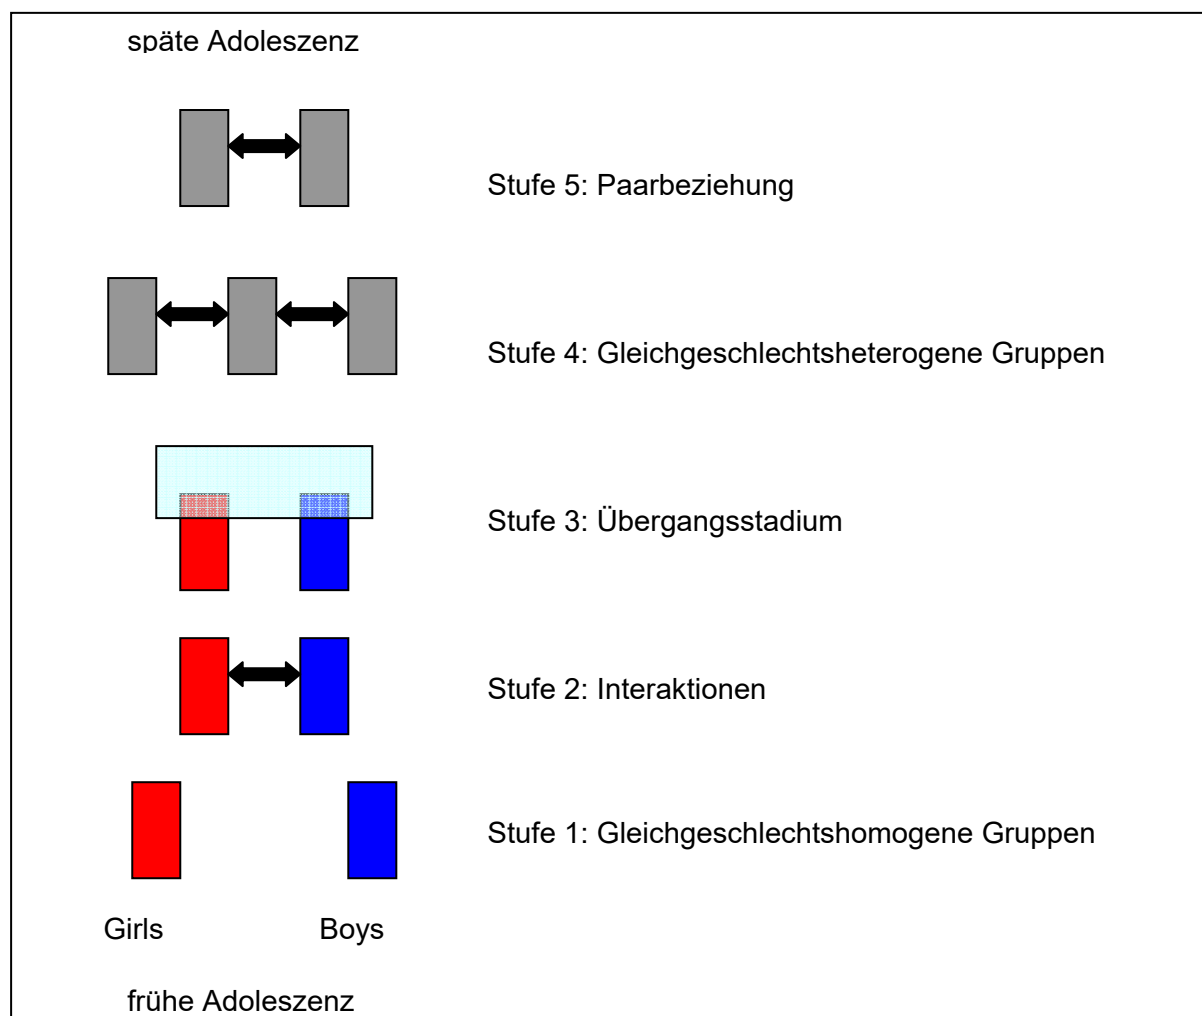 späte Adoleszenz
Stufe 5: Paarbeziehung
Stufe 4: Gleichgeschlechtsheterogene Gruppen
Stufe 3: Übergangsstadium
Stufe 2: Interaktionen
Stufe 1: Gleichgeschlechtshomogene Gruppen
Girls Boys
frühe Adoleszenz